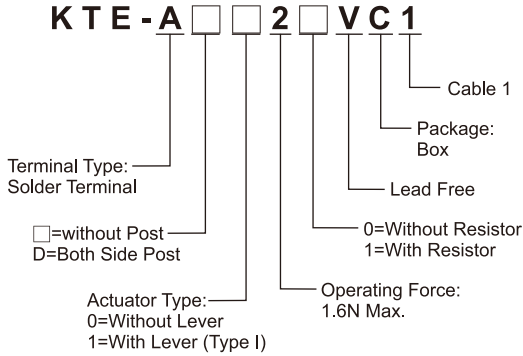 KTE-A□□2□VC1
Cable 1
Package:
Box
Terminal Type:
Solder Terminal
Lead Free
□=without Post
D=Both Side Post
0=Without Resistor
1=With Resistor
Actuator Type:
0=Without Lever
1=With Lever (Type I)
Operating Force:
1.6N Max.